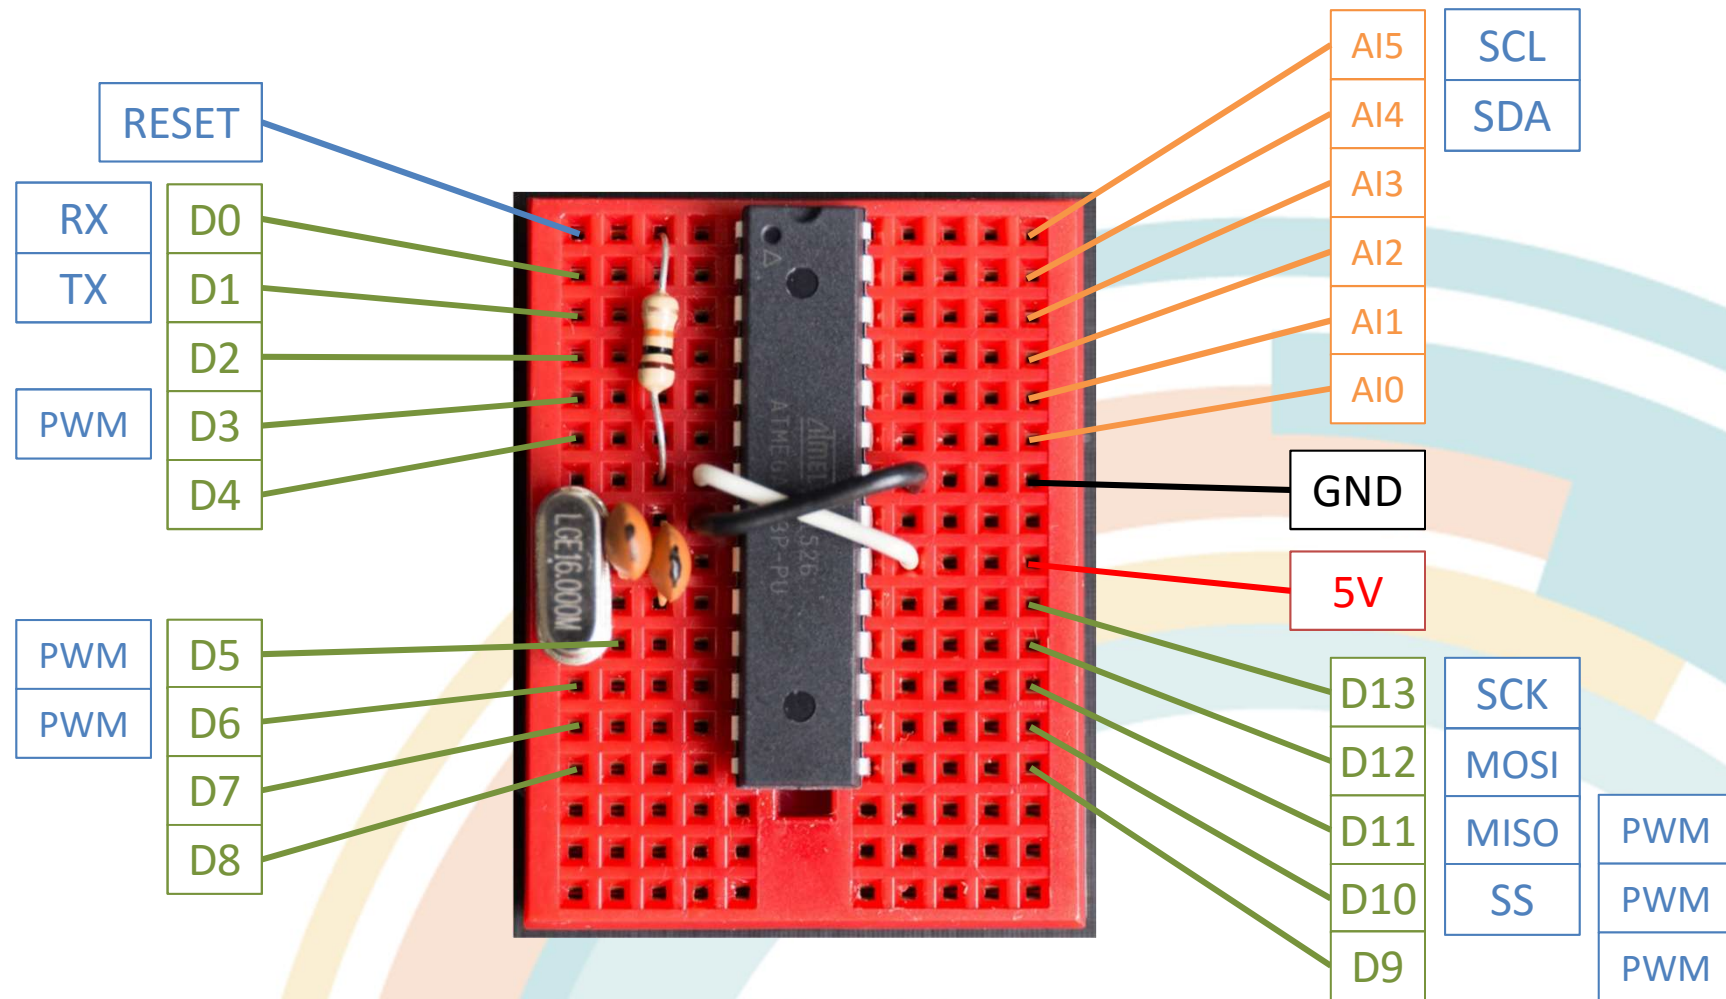 RESET
RX D0
TX D1
D2
PWM D3
D4
PWM D5
PWM D6
D7
D8
AI5 SCL
AI4 SDA
AI3
AI2
AI1
AI0
GND
5V
D13 SCK
D12 MOSI
D11 MISO PWM
D10 SS PWM
D9 PWM
LGE16.000M
ATMEL